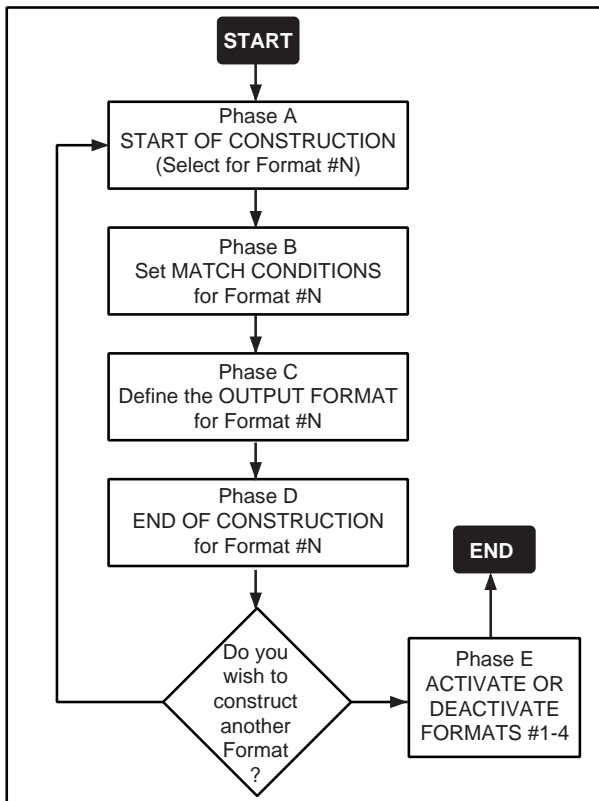 START
Phase A
START OF CONSTRUCTION
(Select for Format #N)
Phase B
Set MATCH CONDITIONS
for Format #N
Phase C
Define the OUTPUT FORMAT
for Format #N
Phase D
END OF CONSTRUCTION
for Format #N
Do you
wish to
construct
another
Format
?
Phase E
ACTIVATE OR
DEACTIVATE
FORMATS #1-4
END